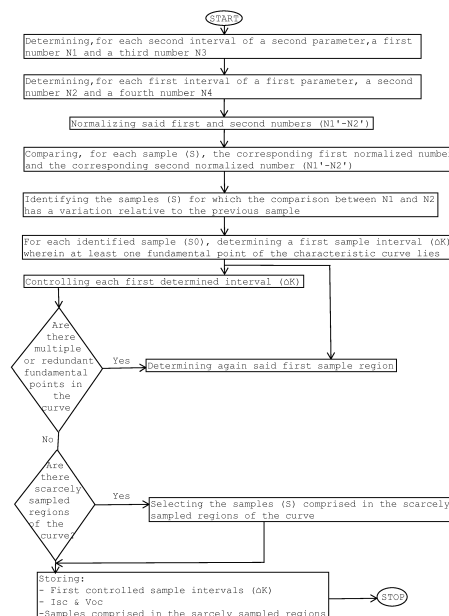 START
Determining,for each second interval of a second parameter,a first
number N1 and a third number N3
Determining,for each first interval of a first parameter, a second
number N2 and a fourth number N4
Normalizing said first and second numbers (N1'-N2')
Comparing, for each sample (S), the corresponding first normalized number
and the corresponding second normalized number (N1'-N2')
Identifying the samples (S) for which the comparison between N1 and N2
has a variation relative to the previous sample
For each identified sample (S0), determining a first sample interval (ΔK)
wherein at least one fundamental point of the characteristic curve lies
Controlling each first determined interval (ΔK)
Are
there
multiple
or redundant
fundamental
points in
the
curve
Yes
Determining again said first sample region
No
Are
there
scarcely
sampled
regions
of the
curve?
Yes
Selecting the samples (S) comprised in the scarcely
sampled regions of the curve
Storing:
- First controlled sample intervals (ΔK)
- Isc & Voc
-Samples comprised in the sarcely sampled regions
STOP